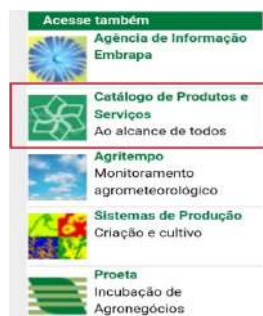 Acesse também
Agência de Informação
Embrapa
Catálogo de Produtos e
Serviços
Ao alcance de todos
Agritempo
Monitoramento
agrometeorológico
Sistemas de Produção
Criação e cultivo
Proeta
Incubação de
Agronegócios